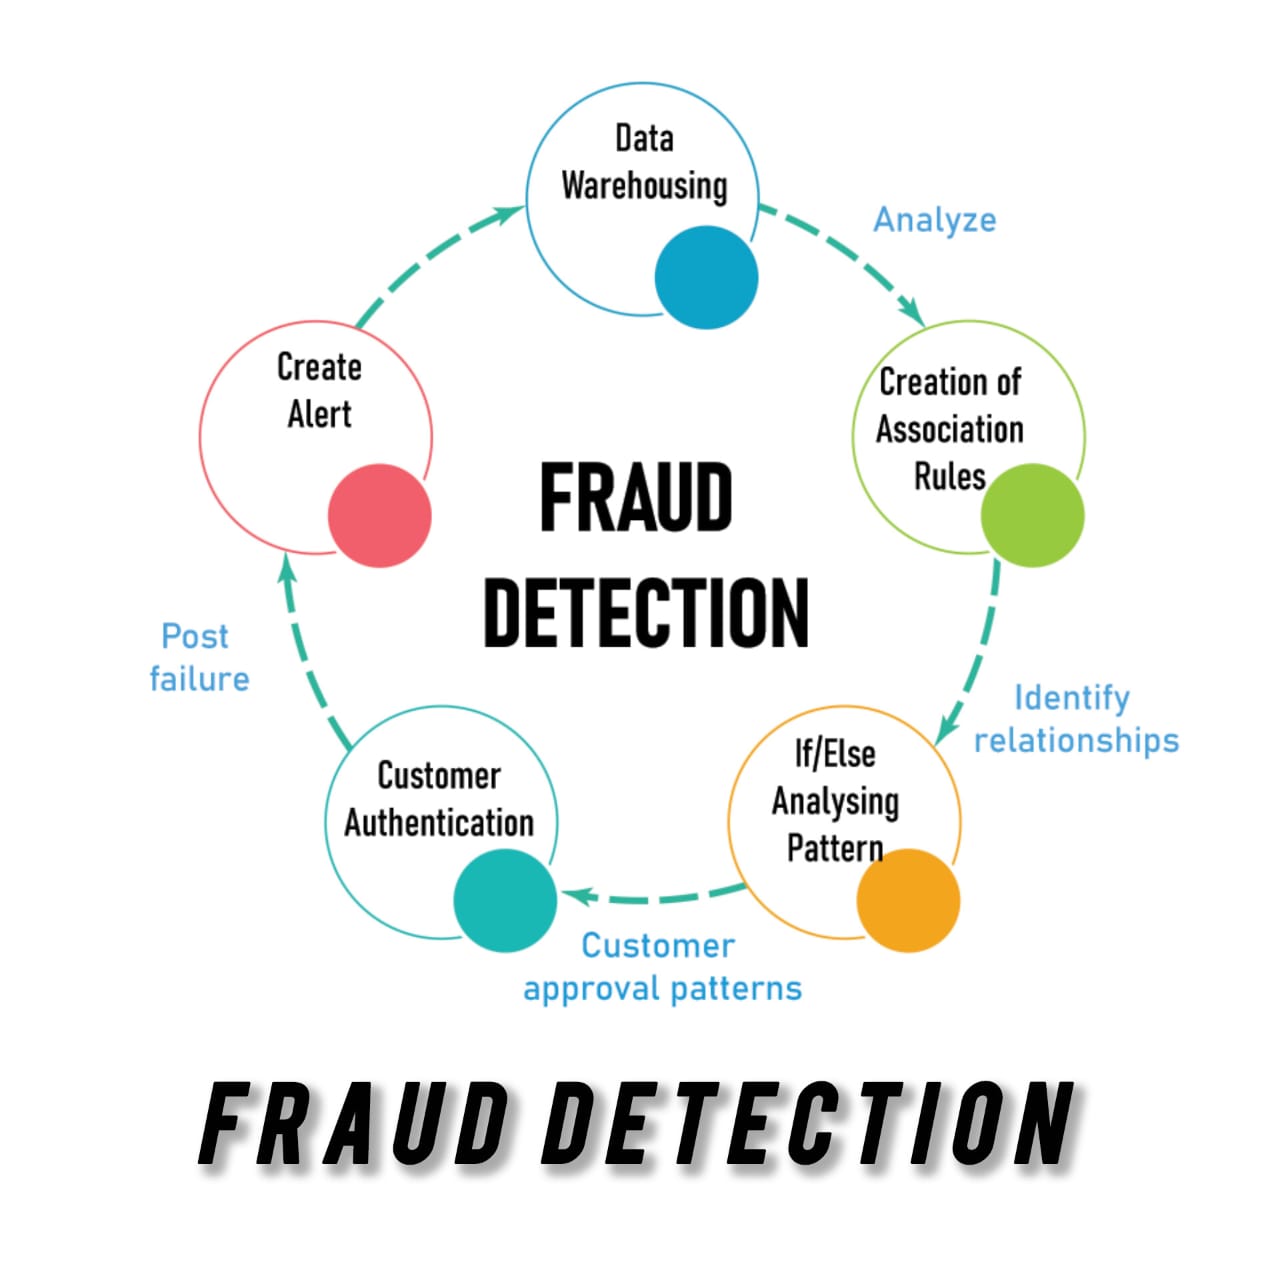 Data
Warehousing
Analyze
Create
Alert
Creation of
Association
Rules
FRAUD
DETECTION
Post
failure
Identify
relationships
If/Else
Analysing
Pattern
Customer
Authentication
Customer
approval patterns
FRAUD DETECTION